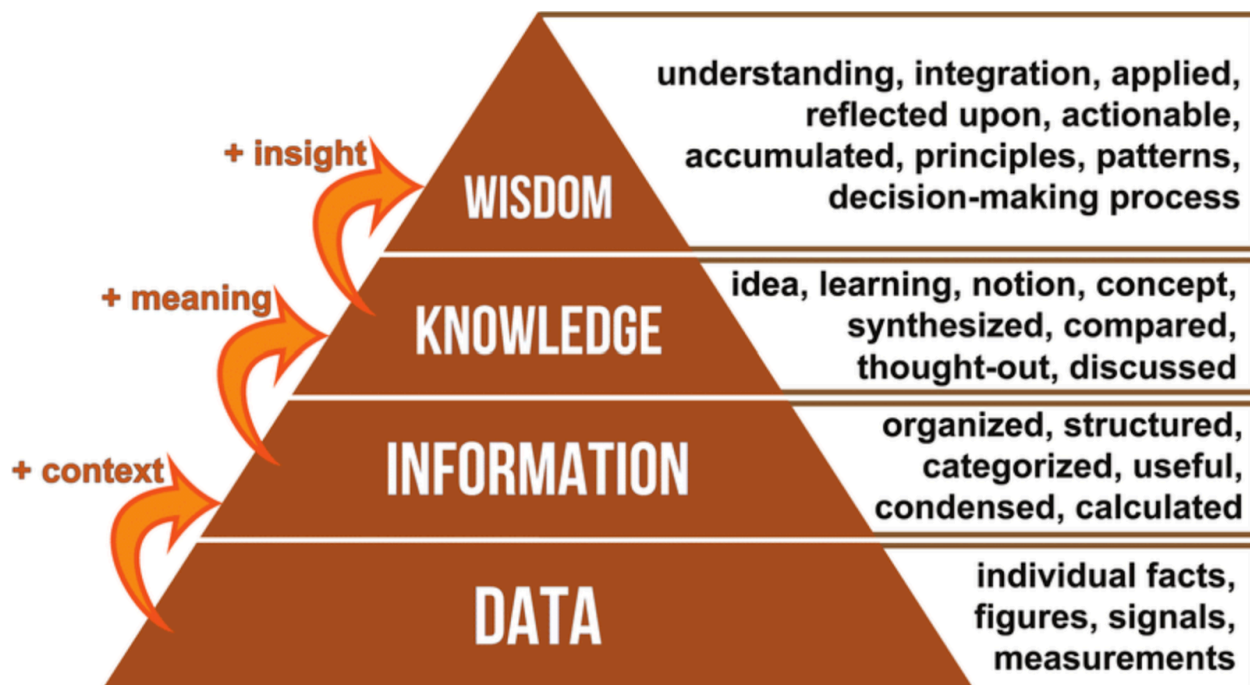 understanding, integration, applied,
reflected upon, actionable,
accumulated, principles, patterns,
decision-making process
+ insight
WISDOM
idea, learning, notion, concept,
synthesized, compared,
thought-out, discussed
+ meaning
KNOWLEDGE
organized, structured,
categorized, useful,
condensed, calculated
+ context
INFORMATION
individual facts,
figures, signals,
measurements
DATA